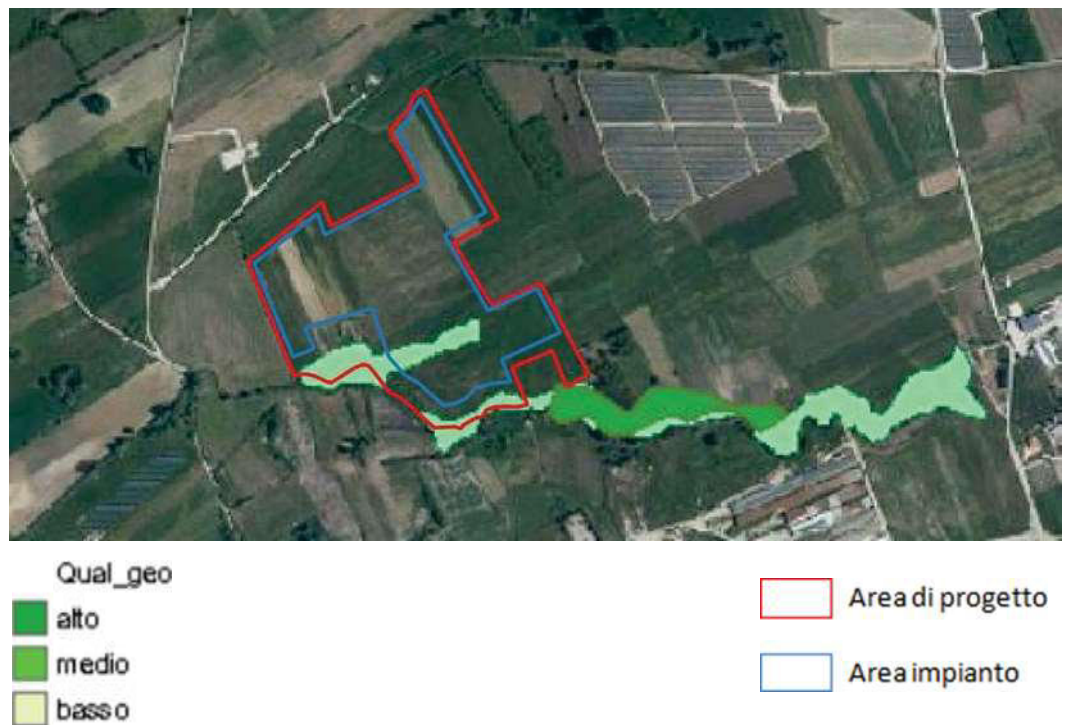 Qual_geo
alto
medio
basso
Area di progetto
Area impianto